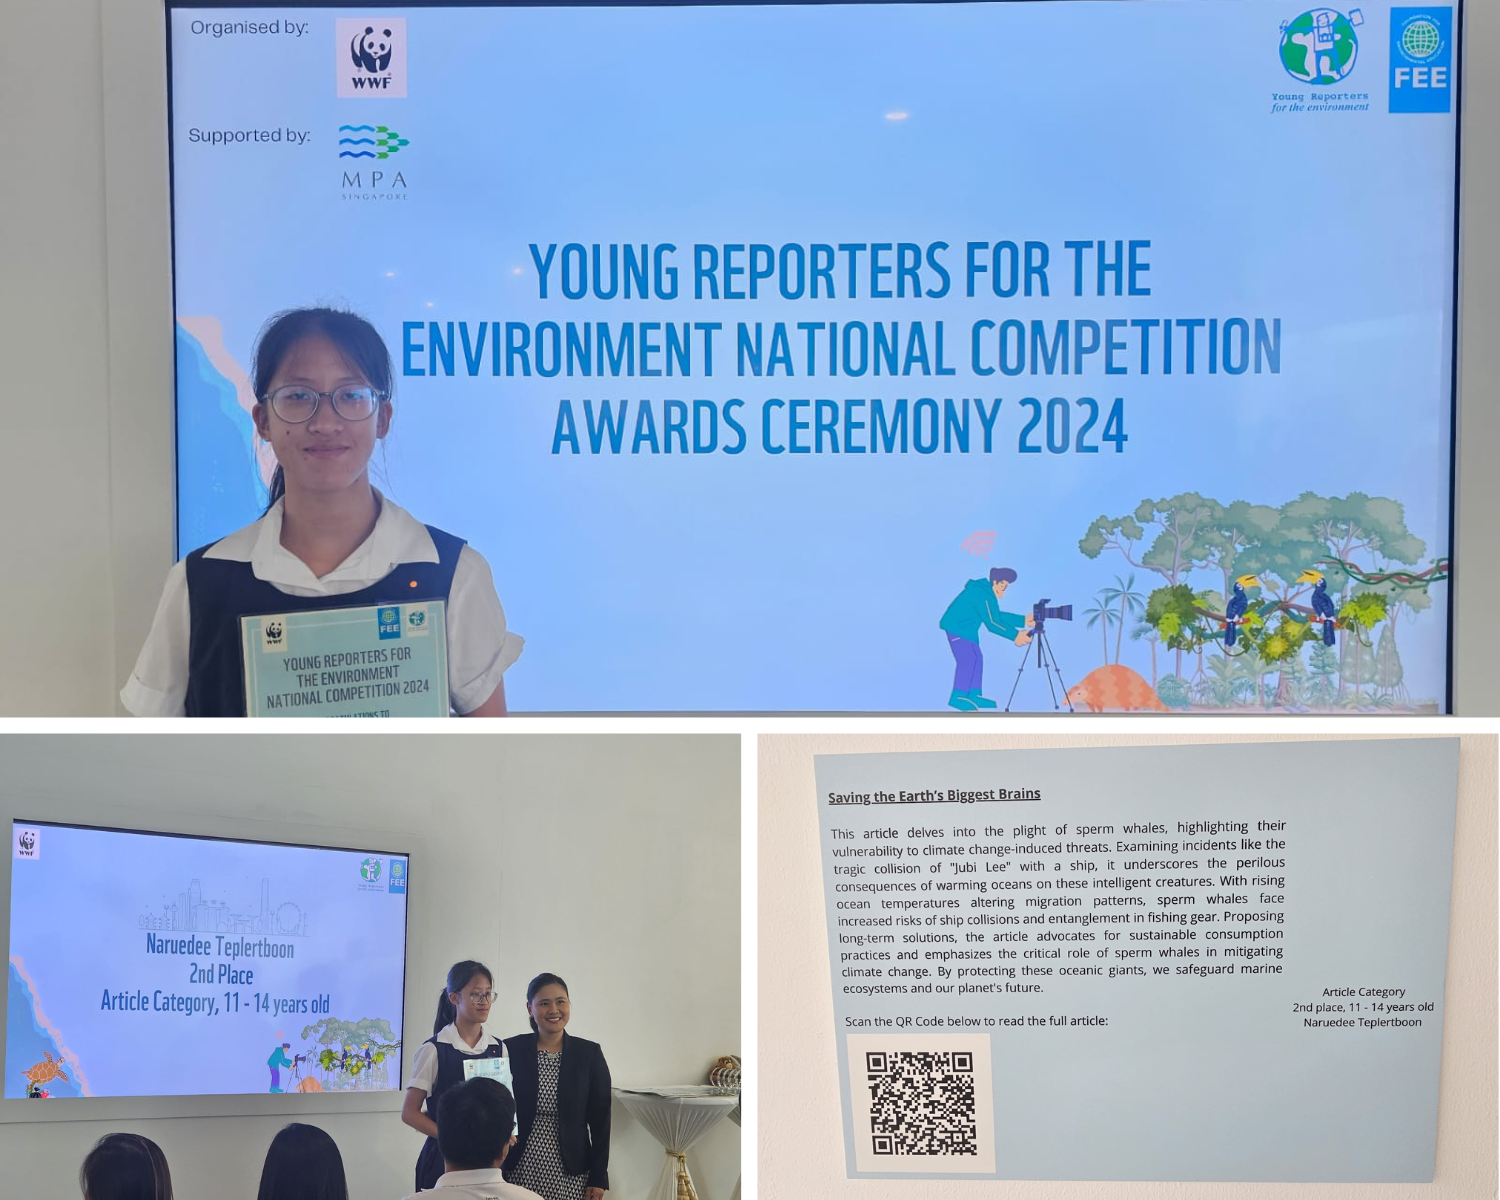 Organised by:
WWF
Supported by:
MPA
SINGAPORE
Young Reporters
for the environment
FEE
YOUNG REPORTERS FOR THE
ENVIRONMENT NATIONAL COMPETITION
AWARDS CEREMONY 2024
WWF
FEE
YOUNG REPORTERS FOR
THE ENVIRONMENT
NATIONAL COMPETITION 2024
WWF
FEE
Naruedee Teplertboon
2nd Place
Article Category, 11 - 14 years old
Saving the Earth's Biggest Brains
This article delves into the plight of sperm whales, highlighting their
vulnerability to climate change-induced threats. Examining incidents like the
tragic collision of "Jubi Lee" with a ship, it underscores the perilous
consequences of warming oceans on these intelligent creatures. With rising
ocean temperatures altering migration patterns, sperm whales face
increased risks of ship collisions and entanglement in fishing gear. Proposing
long-term solutions, the article advocates for sustainable consumption
practices and emphasizes the critical role of sperm whales in mitigating
climate change. By protecting these oceanic giants, we safeguard marine
ecosystems and our planet's future.
Article Category
2nd place, 11 - 14 years old
Naruedee Teplertboon
Scan the QR Code below to read the full article: